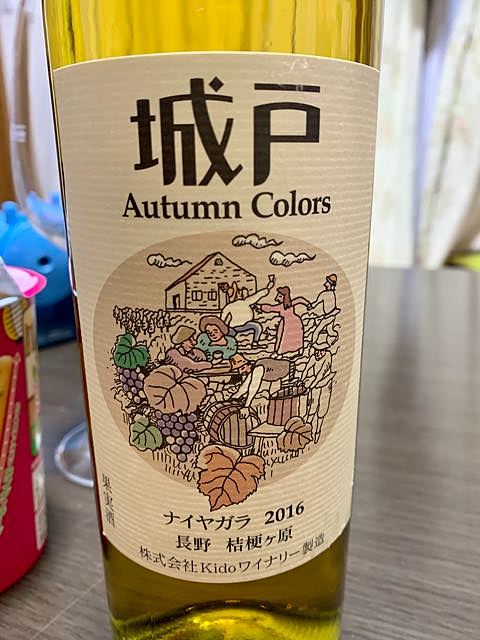 城戸
Autumn Colors
果実酒
ナイヤガラ 2016
長野 桔梗ヶ原
株式会社Kidoワイナリー製造